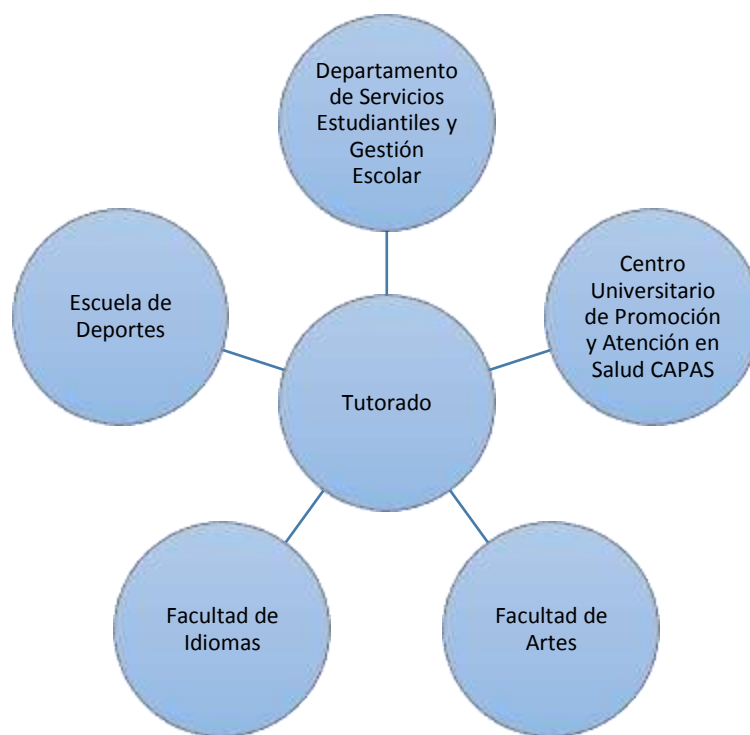 Departamento
de Servicios
Estudiantiles y
Gestión
Escolar
Centro
Universitario
de Promoción
y Atención en
Salud CAPAS
Escuela de
Deportes
Tutorado
Facultad de
Idiomas
Facultad de
Artes